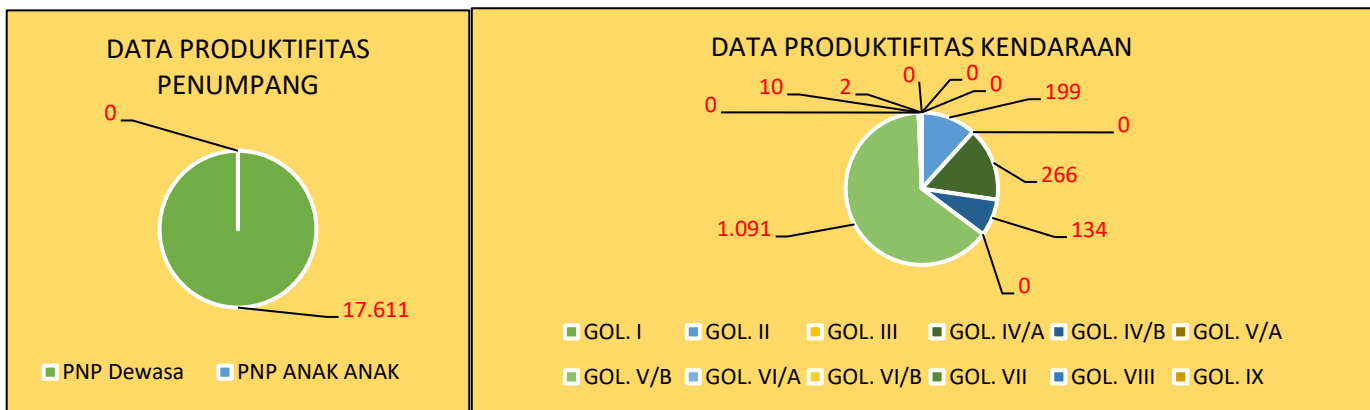 DATA PRODUKTIFITAS
PENUMPANG
0
17.611
PNP Dewasa PNP ANAK ANAK
DATA PRODUKTIFITAS KENDARAAN
0 10 2 0 0 0 199
0
266
134
0
1.091
GOL. I GOL. II GOL. III GOL. IV/A GOL. IV/B GOL. V/A
GOL. V/B GOL. VI/A GOL. VI/B GOL. VII GOL. VIII GOL. IX